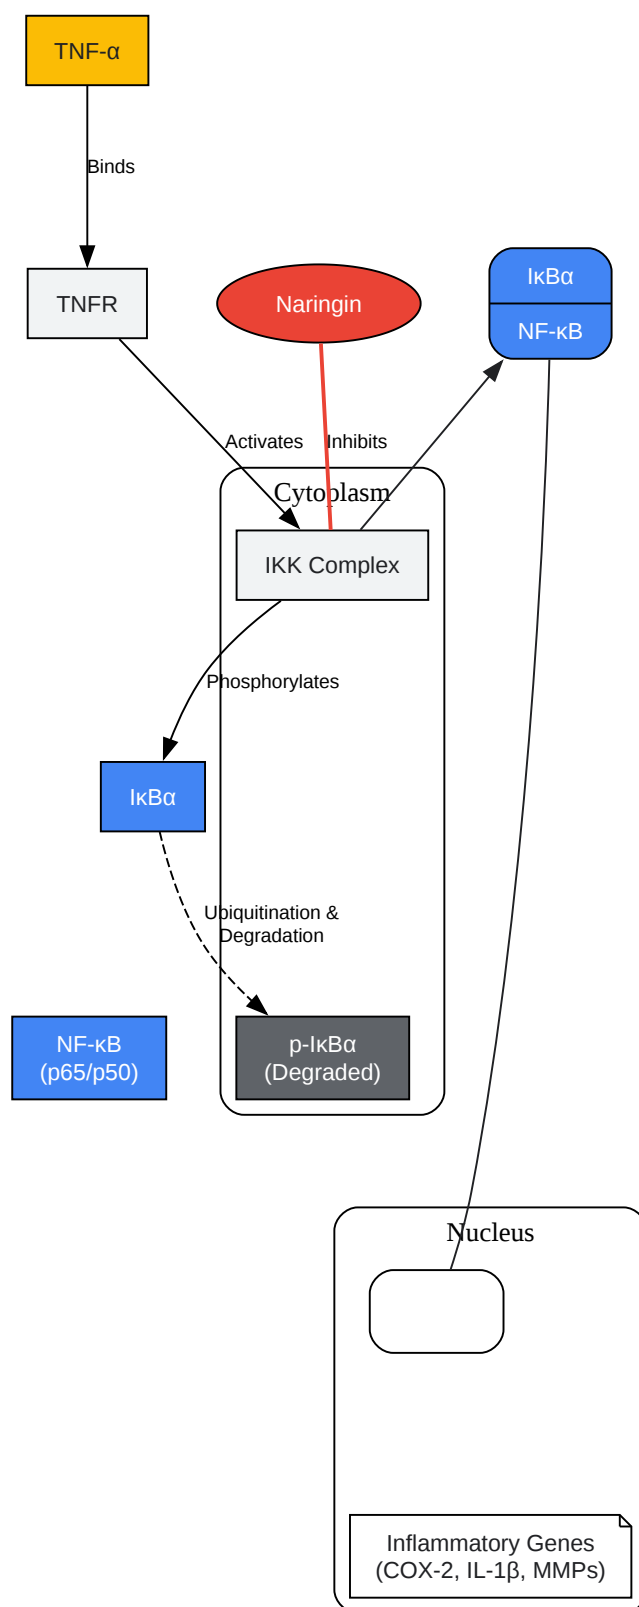 TNF-α
Binds
TNFR
Naringin
IκBα
NF-κB
Activates
Inhibits
Cytoplasm
IKK Complex
Phosphorylates
IκBα
Ubiquitination &
Degradation
NF-κB
(p65/p50)
p-IκBα
(Degraded)
Nucleus
Inflammatory Genes
(COX-2, IL-1β, MMPs)